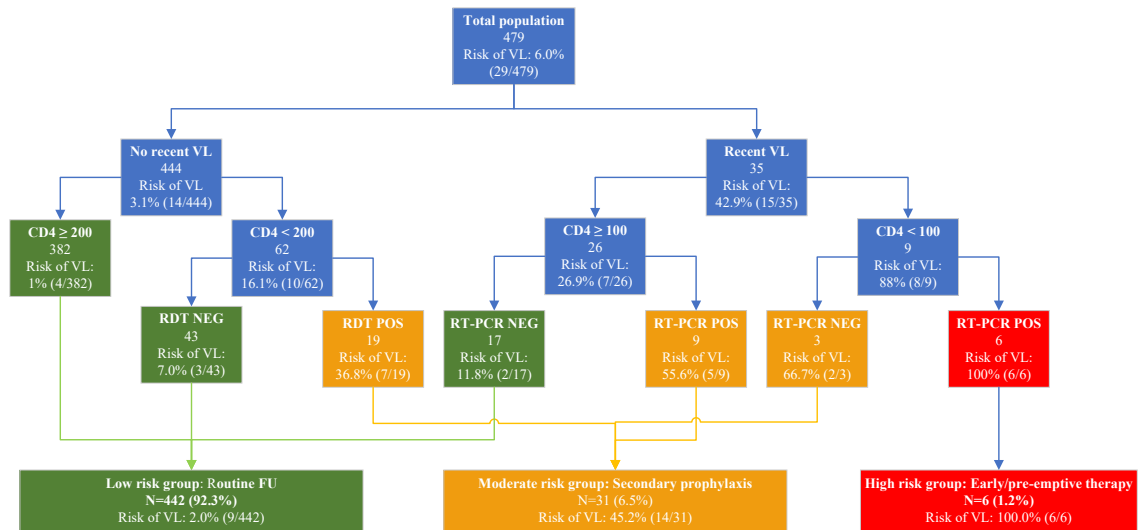 Total population
479
Risk of VL: 6.0%
(29/479)
No recent VL
444
Risk of VL
3.1% (14/444)
Recent VL
35
Risk of VL:
42.9% (15/35)
CD4 ≥ 200
382
Risk of VL:
1% (4/382)
CD4 < 200
62
Risk of VL:
16.1% (10/62)
CD4 ≥ 100
26
Risk of VL:
26.9% (7/26)
CD4 < 100
9
Risk of VL:
88% (8/9)
RDT NEG
43
Risk of VL:
7.0% (3/43)
RDT POS
19
Risk of VL:
36.8% (7/19)
RT-PCR NEG
17
Risk of VL:
11.8% (2/17)
RT-PCR POS
9
Risk of VL:
55.6% (5/9)
RT-PCR NEG
3
Risk of VL:
66.7% (2/3)
RT-PCR POS
6
Risk of VL:
100% (6/6)
Low risk group: Routine FU
N=442 (92.3%)
Risk of VL: 2.0% (9/442)
Moderate risk group: Secondary prophylaxis
N=31 (6.5%)
Risk of VL: 45.2% (14/31)
High risk group: Early/pre-emptive therapy
N=6 (1.2%)
Risk of VL: 100.0% (6/6)